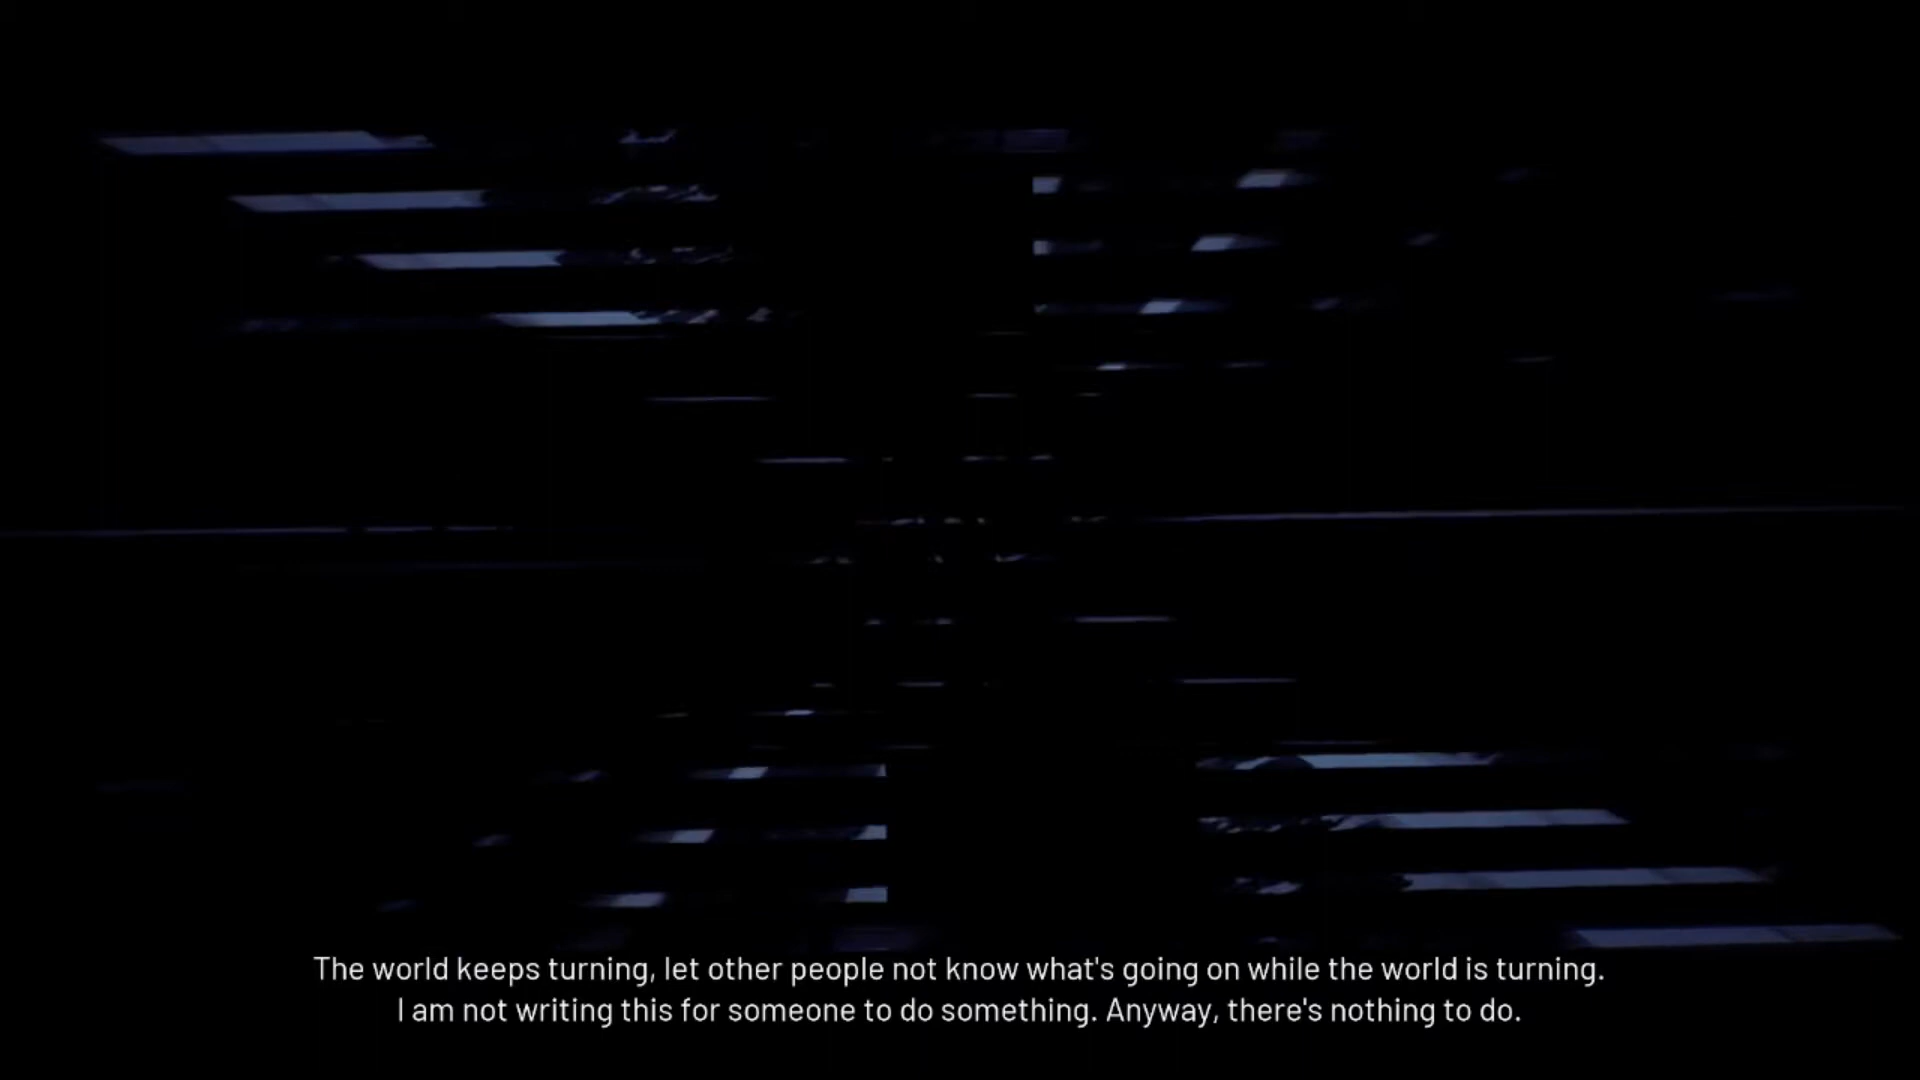 The world keeps turning, let other people not know what's going on while the world is turning.
I am not writing this for someone to do something. Anyway, there's nothing to do.